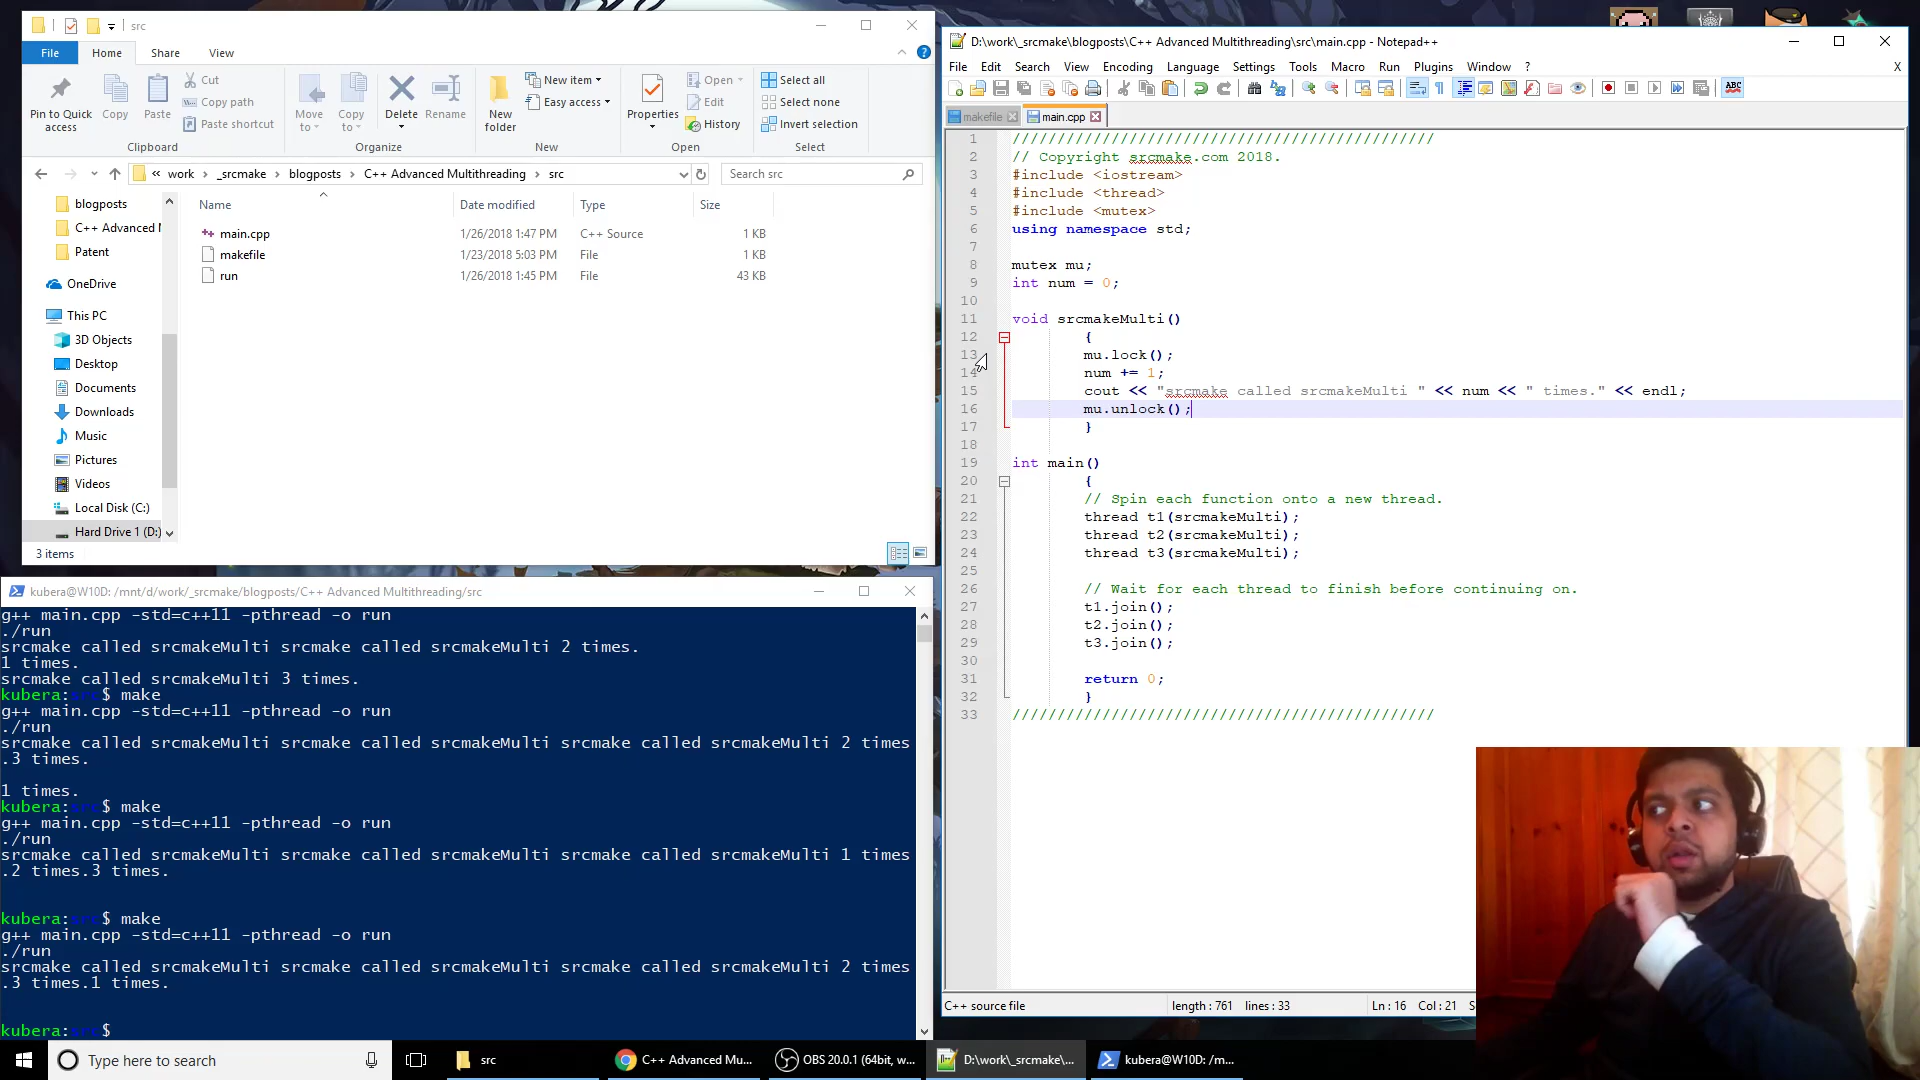 src
File
Home
Share
View
Pin to Quick access
Copy
Paste
Cut
Copy path
Paste shortcut
Clipboard
Move to
Copy to
Delete
Rename
Organize
New folder
New item
Easy access
New
Properties
Open
Edit
History
Open
Select all
Select none
Invert selection
Select
« work > _srcmake > blogposts > C++ Advanced Multithreading > src
Search src
Name Date modified Type Size
main.cpp 1/26/2018 1:47 PM C++ Source 1 KB
makefile 1/23/2018 5:03 PM File 1 KB
run 1/26/2018 1:45 PM File 43 KB
blogposts
C++ Advanced
Patent
OneDrive
This PC
3D Objects
Desktop
Documents
Downloads
Music
Pictures
Videos
Local Disk (C:)
Hard Drive 1 (D:)
3 items
kubera@W10D: /mnt/d/work/_srcmake/blogposts/C++ Advanced Multithreading/src
g++ main.cpp -std=c++11 -pthread -o run
./run
srcmake called srcmakeMulti srcmake called srcmakeMulti 2 times.
1 times.
srcmake called srcmakeMulti 3 times.
kubera:src$ make
g++ main.cpp -std=c++11 -pthread -o run
./run
srcmake called srcmakeMulti srcmake called srcmakeMulti srcmake called srcmakeMulti 2 times
.3 times.
1 times.
kubera:src$ make
g++ main.cpp -std=c++11 -pthread -o run
./run
srcmake called srcmakeMulti srcmake called srcmakeMulti srcmake called srcmakeMulti 1 times
.2 times.3 times.
kubera:src$ make
g++ main.cpp -std=c++11 -pthread -o run
./run
srcmake called srcmakeMulti srcmake called srcmakeMulti srcmake called srcmakeMulti 2 times
.3 times.1 times.
kubera:src$
D:\work\_srcmake\blogposts\C++ Advanced Multithreading\src\main.cpp - Notepad++
File Edit Search View Encoding Language Settings Tools Macro Run Plugins Window ? X
ABC
makefile
main.cpp
1 ///////////////////////////////////////////////
2 // Copyright srcmake.com 2018.
3 #include <iostream>
4 #include <thread>
5 #include <mutex>
6 using namespace std;
7
8 mutex mu;
9 int num = 0;
10
11 void srcmakeMulti()
12 {
13 mu.lock();
14 num += 1;
15 cout << "srcmake called srcmakeMulti " << num << " times." << endl;
16 mu.unlock();
17 }
18
19 int main()
20 {
21 // Spin each function onto a new thread.
22 thread t1(srcmakeMulti);
23 thread t2(srcmakeMulti);
24 thread t3(srcmakeMulti);
25
26 // Wait for each thread to finish before continuing on.
27 t1.join();
28 t2.join();
29 t3.join();
30
31 return 0;
32 }
33 ///////////////////////////////////////////////
C++ source file length : 761 lines : 33 Ln : 16 Col : 21 S
Type here to search
src
C++ Advanced Mu...
OBS 20.0.1 (64bit, w...
D:\work\_srcmake\...
kubera@W10D: /m...